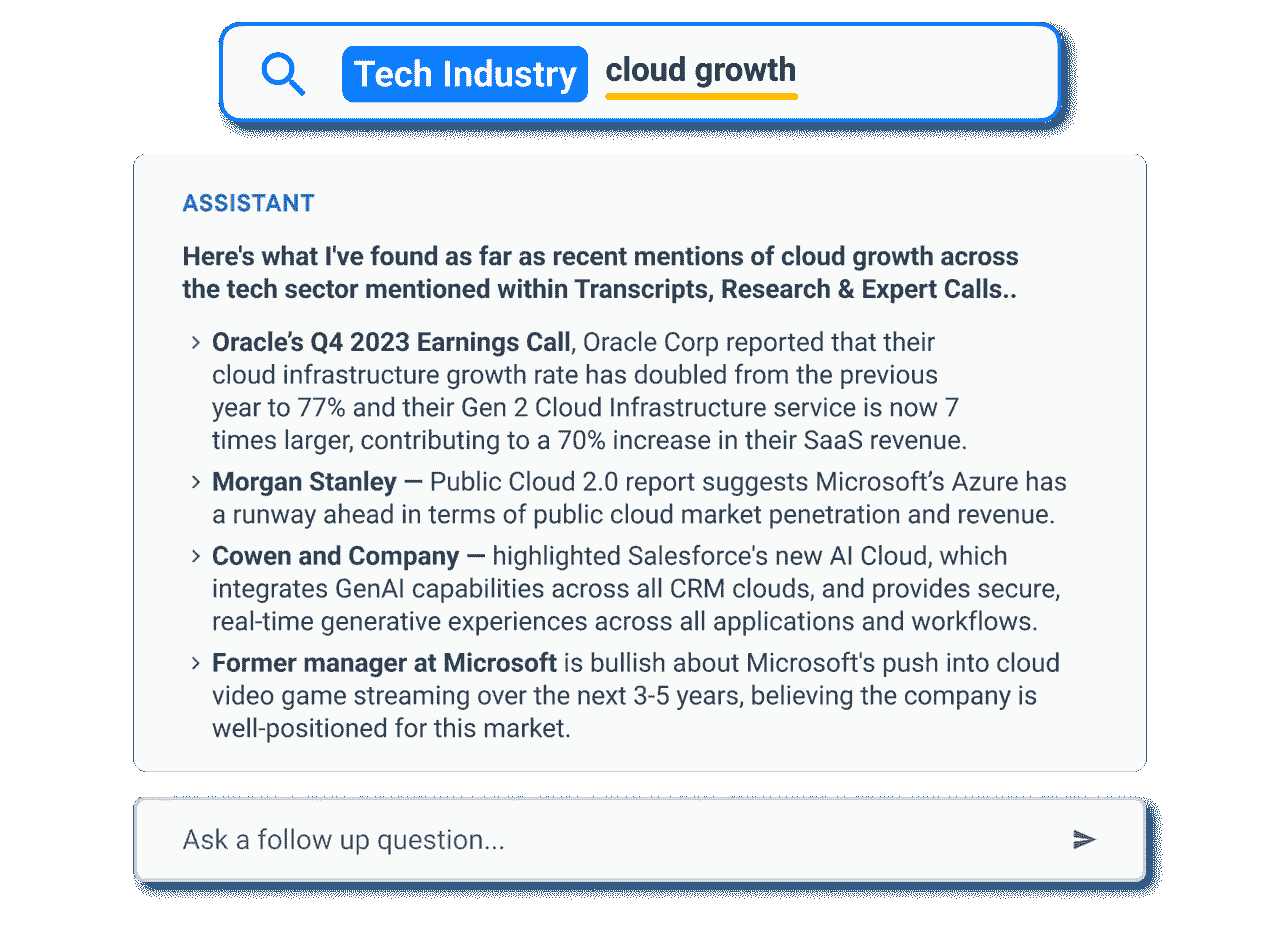 Tech Industry cloud growth
ASSISTANT
Here's what I've found as far as recent mentions of cloud growth across
the tech sector mentioned within Transcripts, Research & Expert Calls..
Oracle’s Q4 2023 Earnings Call, Oracle Corp reported that their
cloud infrastructure growth rate has doubled from the previous
year to 77% and their Gen 2 Cloud Infrastructure service is now 7
times larger, contributing to a 70% increase in their SaaS revenue.
Morgan Stanley — Public Cloud 2.0 report suggests Microsoft’s Azure has
a runway ahead in terms of public cloud market penetration and revenue.
Cowen and Company — highlighted Salesforce's new AI Cloud, which
integrates GenAI capabilities across all CRM clouds, and provides secure,
real-time generative experiences across all applications and workflows.
Former manager at Microsoft is bullish about Microsoft's push into cloud
video game streaming over the next 3-5 years, believing the company is
well-positioned for this market.
Ask a follow up question...